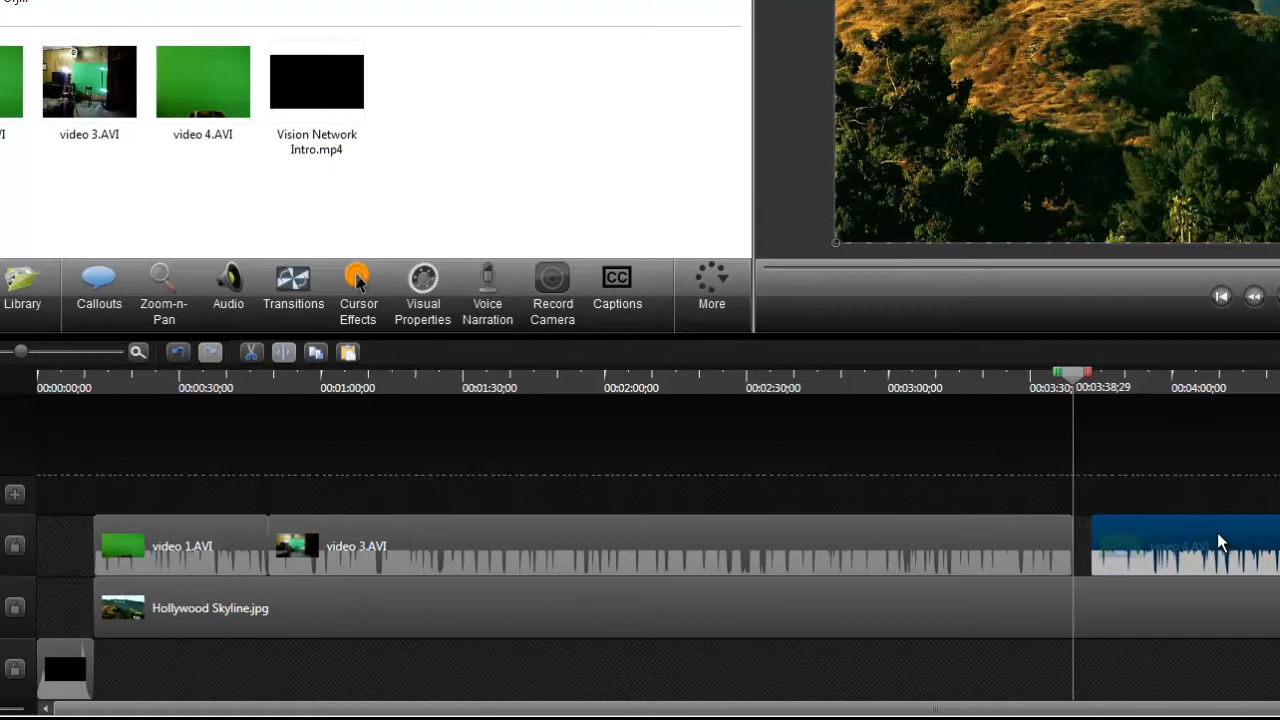 video 3.AVI
video 4.AVI
Vision Network
Intro.mp4
Library
Callouts
Zoom-n-
Pan
Audio
Transitions
Cursor
Effects
Visual
Properties
Voice
Narration
Record
Camera
CC
Captions
More
00:00:00;00
00:00:30;00
00:01:00;00
00:01:30;00
00:02:00;00
00:02:30;00
00:03:00;00
00:03:30;
00:03:38;29
00:04:00;00
video 1.AVI
video 3.AVI
video 4.AVI
Hollywood Skyline.jpg